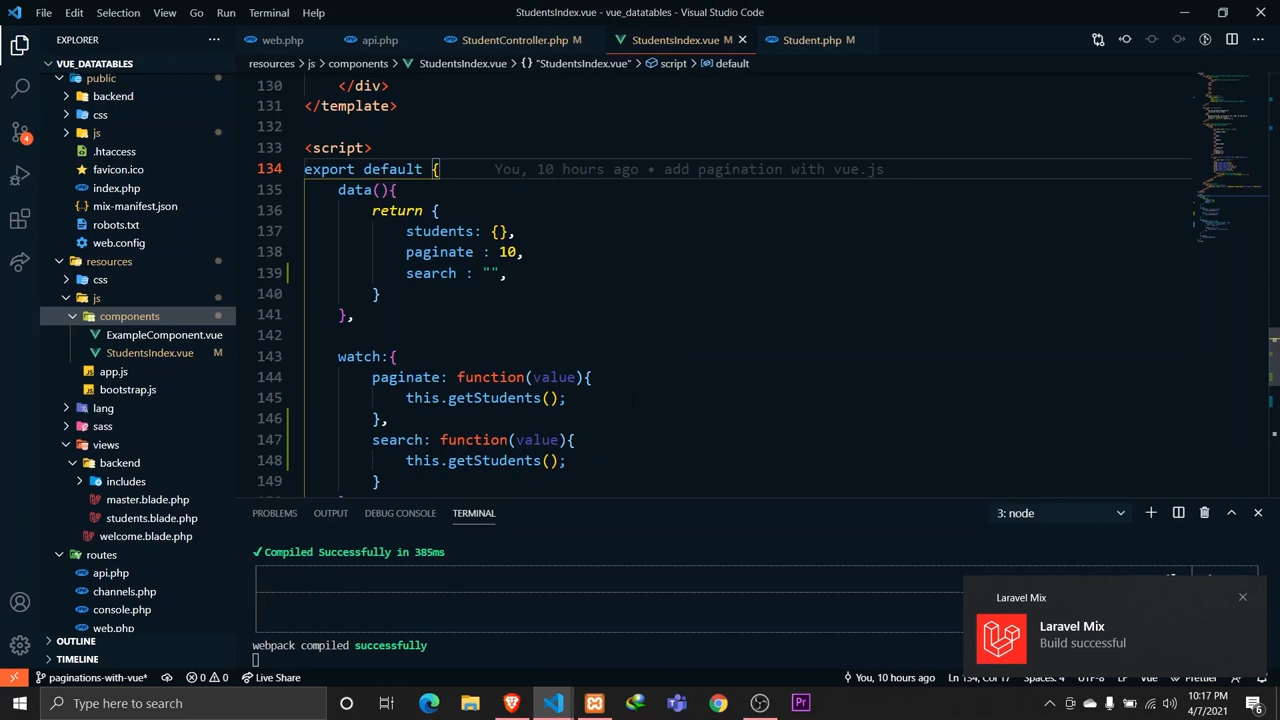 File Edit Selection View Go Run Terminal Help StudentsIndex.vue - vue_datatables - Visual Studio Code
EXPLORER
VUE_DATATABLES
public
backend
css
js
.htaccess
favicon.ico
index.php
mix-manifest.json
robots.txt
web.config
resources
css
js
components
ExampleComponent.vue
StudentsIndex.vue M
app.js
bootstrap.js
lang
sass
views
backend
includes
master.blade.php
students.blade.php
welcome.blade.php
routes
api.php
channels.php
console.php
web.php
OUTLINE
TIMELINE
4
web.php api.php StudentController.php M StudentsIndex.vue M Student.php M
resources > js > components > StudentsIndex.vue > {} "StudentsIndex.vue" > script > default
130 </div>
131 </template>
132
133 <script>
134 export default { You, 10 hours ago • add pagination with vue.js
135 data(){
136 return {
137 students: {},
138 paginate : 10,
139 search : "",
140 }
141 },
142
143 watch:{
144 paginate: function(value){
145 this.getStudents();
146 },
147 search: function(value){
148 this.getStudents();
149 }
PROBLEMS OUTPUT DEBUG CONSOLE TERMINAL 3: node
✓Compiled Successfully in 385ms
webpack compiled successfully
Laravel Mix
Laravel Mix
Build successful
paginations-with-vue* 0 0 Live Share You, 10 hours ago Ln 134, Col 17 Spaces: 4
Type here to search
Pr
10:17 PM
4/7/2021
6